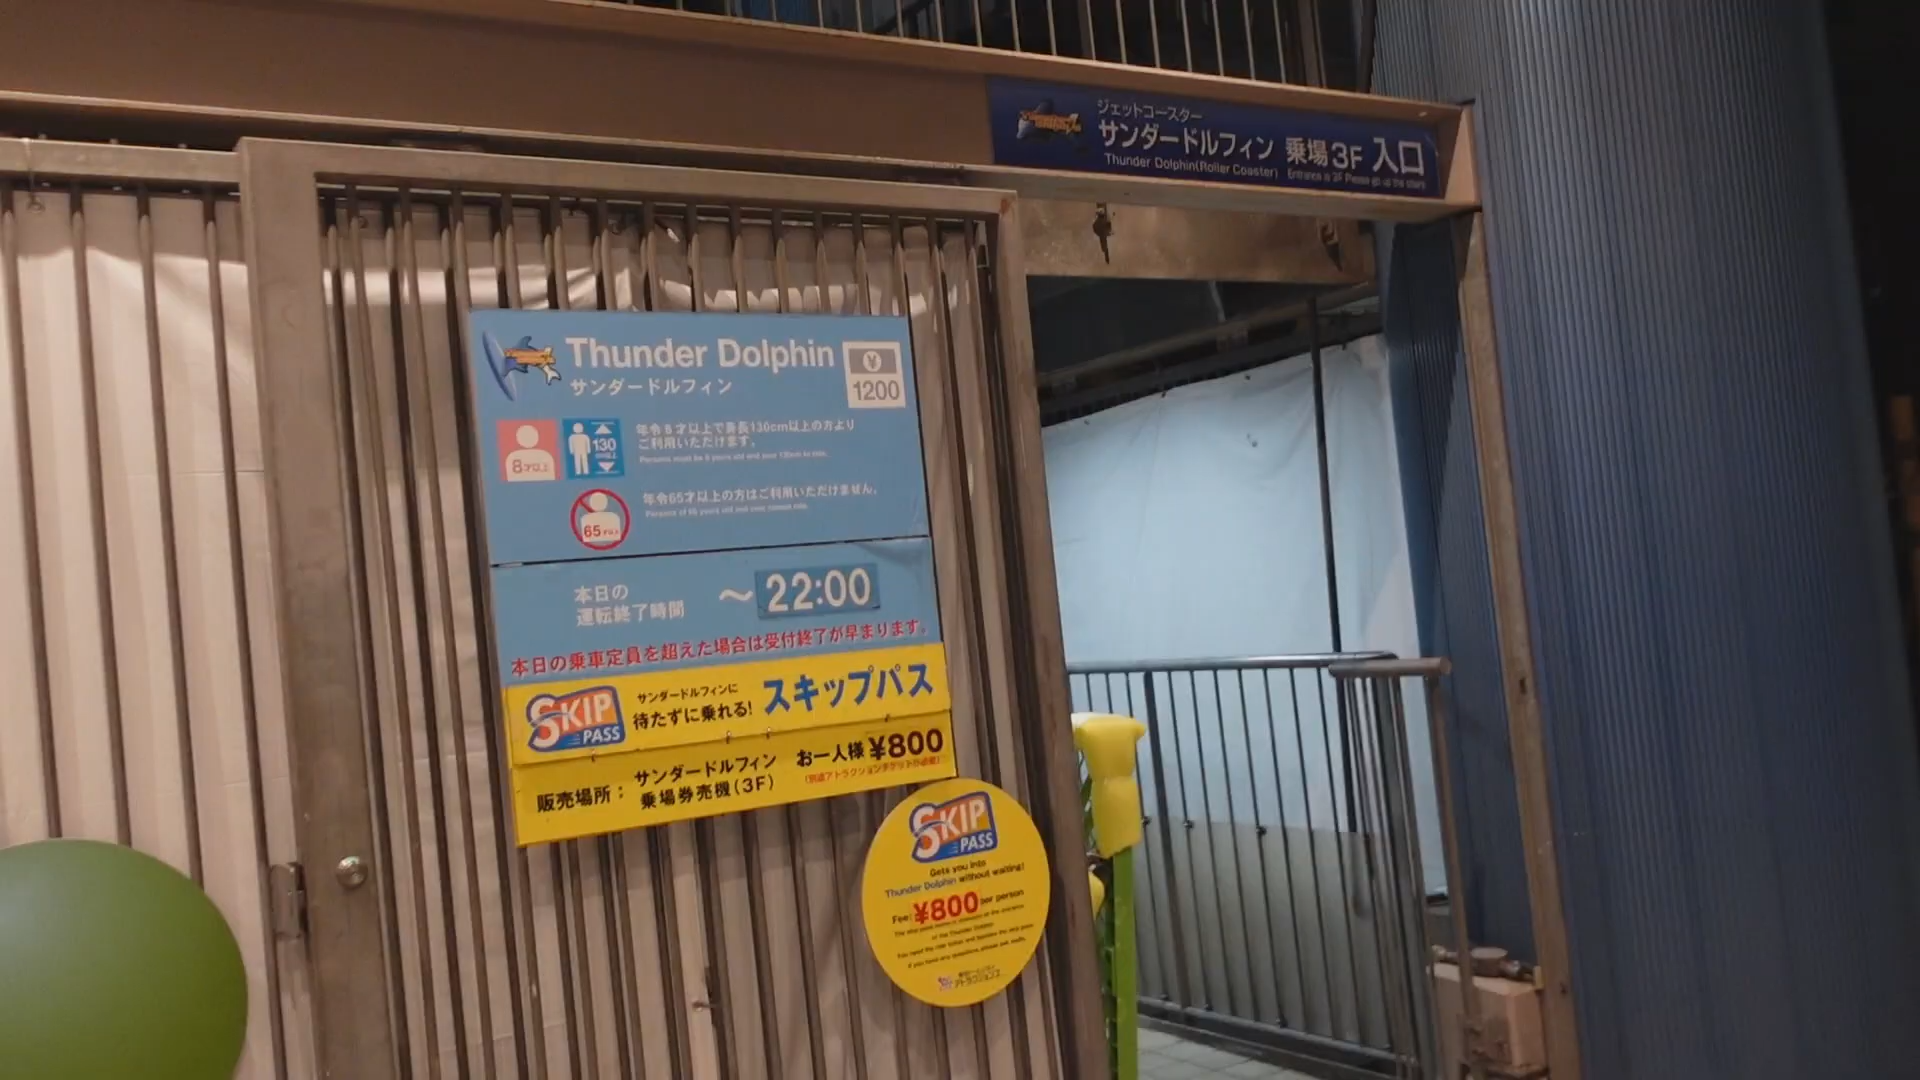 ジェットコースター
サンダードルフィン 乗場3F 入口
Thunder Dolphin(Roller Coaster)
Thunder Dolphin
サンダードルフィン
¥
1200
8才以上
130
年令8才以上で身長130cm以上の方より
ご利用いただけます。
65才以上
年令65才以上の方はご利用いただけません。
本日の
運転終了時間
～22:00
本日の乗車定員を超えた場合は受付終了が早まります。
SKIP
PASS
サンダードルフィンに
待たずに乗れる!
スキップパス
販売場所：
サンダードルフィン
乗場券売機(3F)
お一人様¥800
SKIP
PASS
Gets you into
Thunder Dolphin without waiting!
Fee:¥800 per person